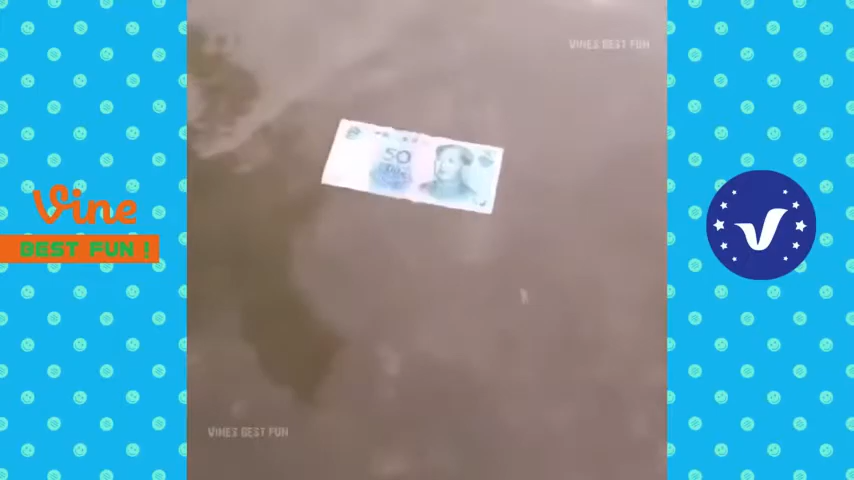 VINES BEST FUN
50
Vine
BEST FUN !
V
VINES BEST FUN